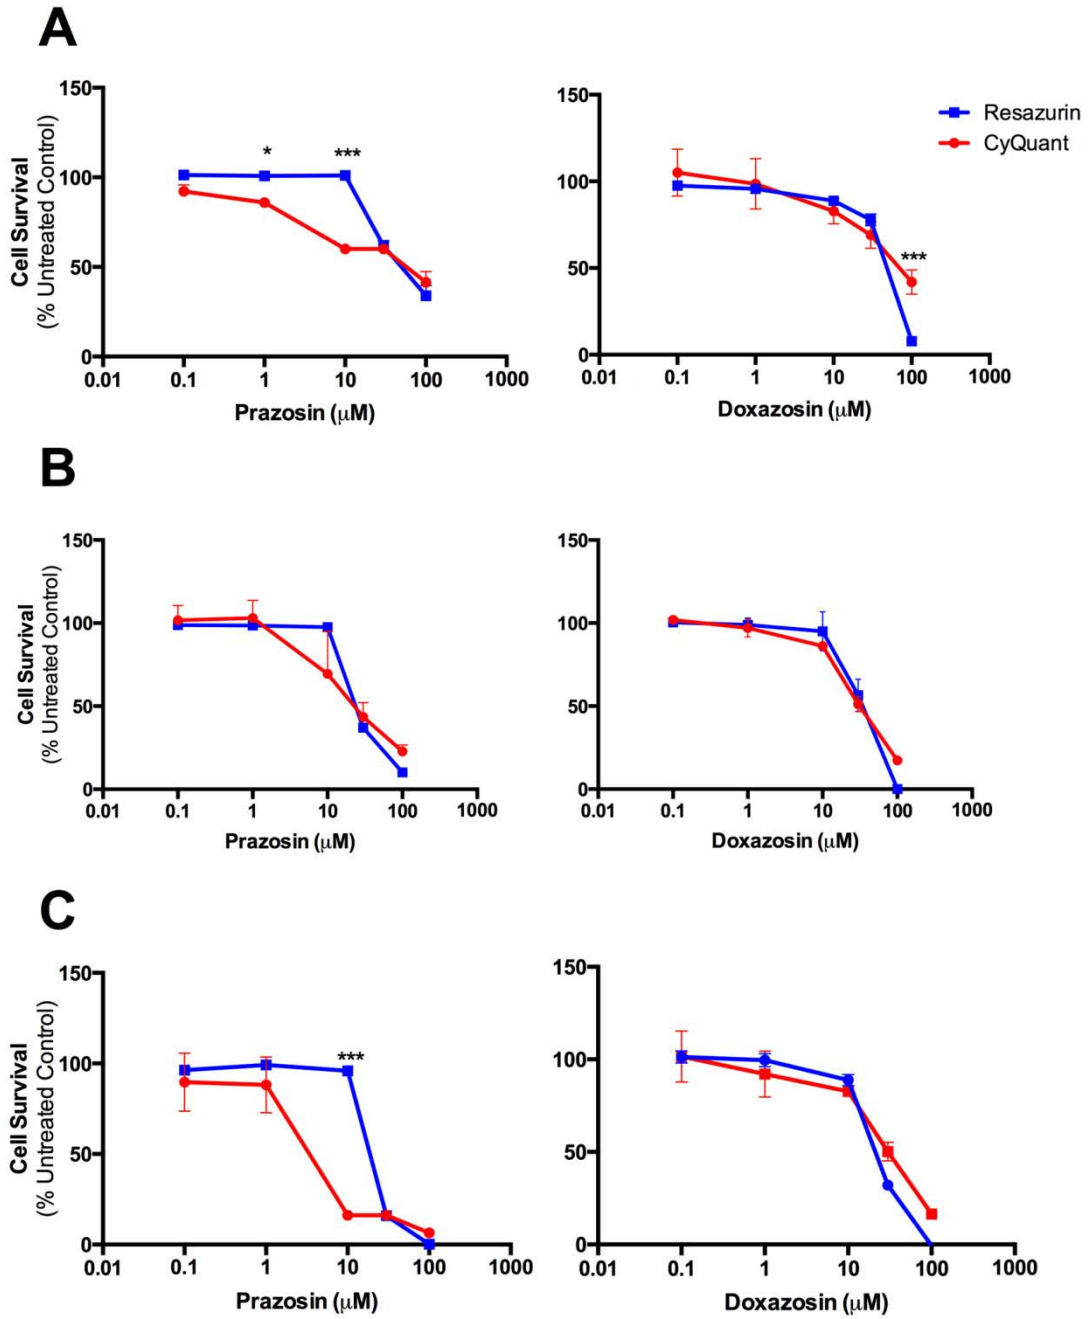 A
150
100
50
0
0.01 0.1 1 10 100 1000
Cell Survival
(% Untreated Control)
* ***
Prazosin (μM)
150
100
50
0
0.01 0.1 1 10 100 1000
***
Doxazosin (μM)
Resazurin
CyQuant
B
150
100
50
0
0.01 0.1 1 10 100 1000
Cell Survival
(% Untreated Control)
Prazosin (μM)
150
100
50
0
0.01 0.1 1 10 100 1000
Doxazosin (μM)
C
150
100
50
0
0.01 0.1 1 10 100 1000
Cell Survival
(% Untreated Control)
***
Prazosin (μM)
150
100
50
0
0.01 0.1 1 10 100 1000
Doxazosin (μM)